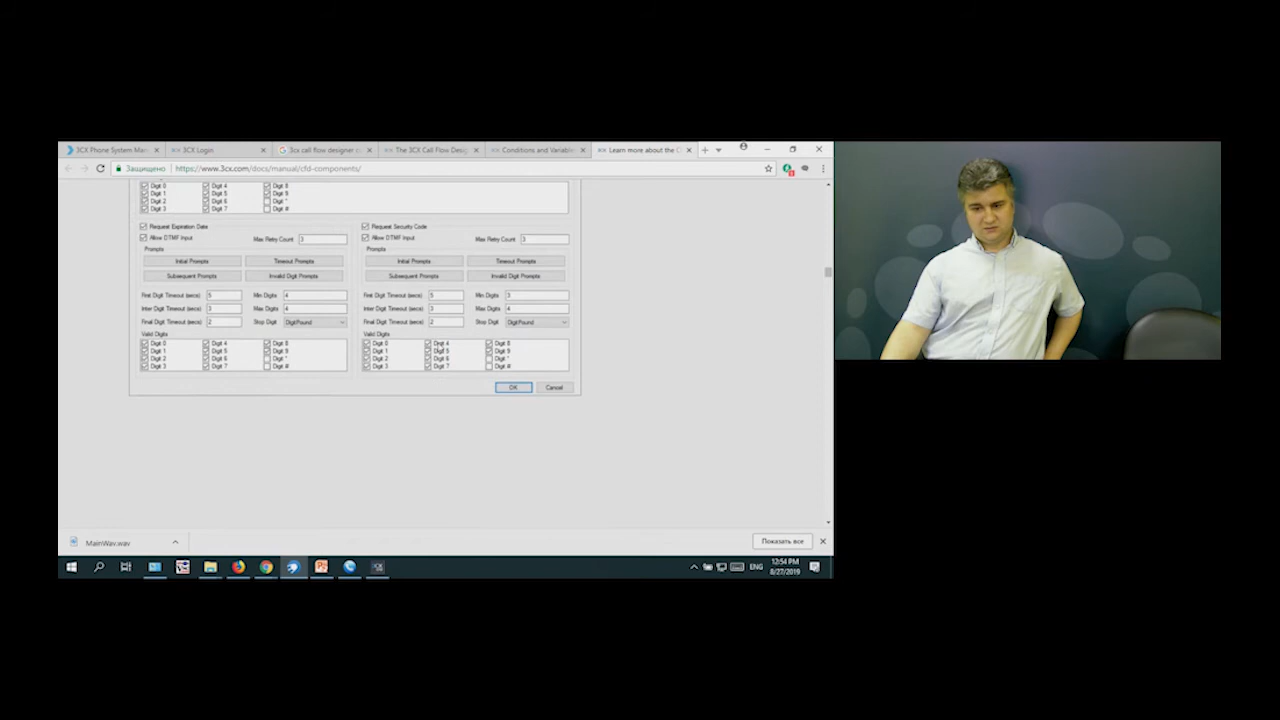 3CX Phone System Man
3CX Login
3cx call flow designer c
The 3CX Call Flow Desi
Conditions and Variable
Learn more about the C
Защищено
https://www.3cx.com/docs/manual/cfd-components/
Digit 0 Digit 4 Digit 8
Digit 1 Digit 5 Digit 9
Digit 2 Digit 6 Digit *
Digit 3 Digit 7 Digit #
Request Expiration Date Request Security Code
Allow DTMF Input Max Retry Count 3 Allow DTMF Input Max Retry Count 3
Prompts Prompts
Initial Prompts Timeout Prompts Initial Prompts Timeout Prompts
Subsequent Prompts Invalid Digit Prompts Subsequent Prompts Invalid Digit Prompts
First Digit Timeout (secs) 5 Min Digits 4 First Digit Timeout (secs) 5 Min Digits 3
Inter Digit Timeout (secs) 3 Max Digits 4 Inter Digit Timeout (secs) 3 Max Digits 4
Final Digit Timeout (secs) 2 Stop Digit DigitPound Final Digit Timeout (secs) 2 Stop Digit DigitPound
Valid Digits Valid Digits
Digit 0 Digit 4 Digit 8 Digit 0 Digit 4 Digit 8
Digit 1 Digit 5 Digit 9 Digit 1 Digit 5 Digit 9
Digit 2 Digit 6 Digit * Digit 2 Digit 6 Digit *
Digit 3 Digit 7 Digit # Digit 3 Digit 7 Digit #
OK Cancel
MainWav.wav
Показать все
ENG
12:54 PM
8/27/2019